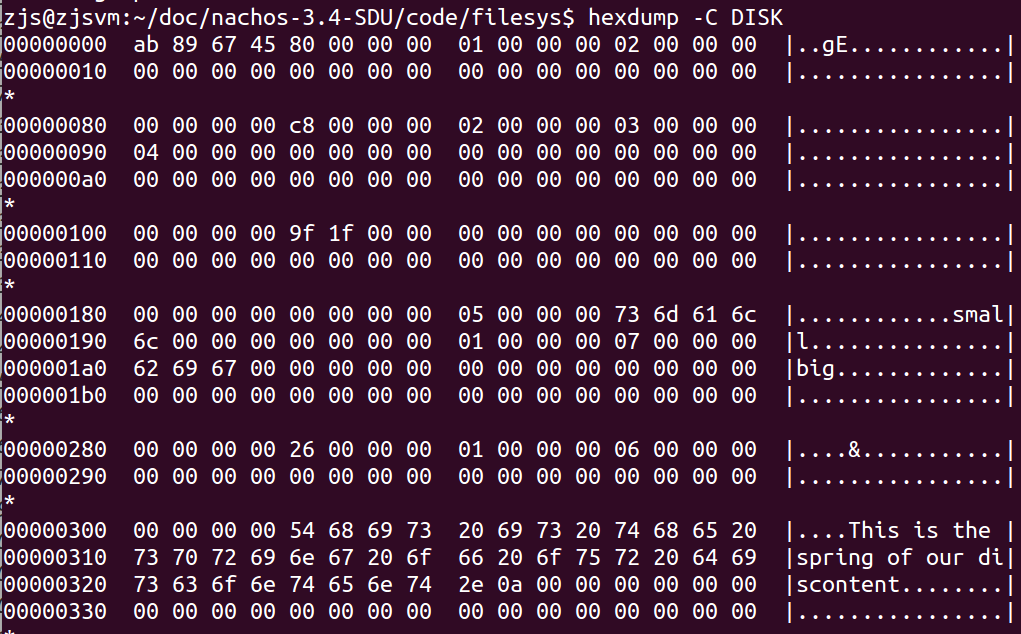 zjs@zjsvm:~/doc/nachos-3.4-SDU/code/filesys$ hexdump -C DISK
00000000  ab 89 67 45 80 00 00 00  01 00 00 00 02 00 00 00  |..gE............|
00000010  00 00 00 00 00 00 00 00  00 00 00 00 00 00 00 00  |................|
*
00000080  00 00 00 00 c8 00 00 00  02 00 00 00 03 00 00 00  |................|
00000090  04 00 00 00 00 00 00 00  00 00 00 00 00 00 00 00  |................|
000000a0  00 00 00 00 00 00 00 00  00 00 00 00 00 00 00 00  |................|
*
00000100  00 00 00 00 9f 1f 00 00  00 00 00 00 00 00 00 00  |................|
00000110  00 00 00 00 00 00 00 00  00 00 00 00 00 00 00 00  |................|
*
00000180  00 00 00 00 00 00 00 00  05 00 00 00 73 6d 61 6c  |............smal|
00000190  6c 00 00 00 00 00 00 00  01 00 00 00 07 00 00 00  |l...............|
000001a0  62 69 67 00 00 00 00 00  00 00 00 00 00 00 00 00  |big.............|
000001b0  00 00 00 00 00 00 00 00  00 00 00 00 00 00 00 00  |................|
*
00000280  00 00 00 00 26 00 00 00  01 00 00 00 06 00 00 00  |....&...........|
00000290  00 00 00 00 00 00 00 00  00 00 00 00 00 00 00 00  |................|
*
00000300  00 00 00 00 54 68 69 73  20 69 73 20 74 68 65 20  |....This is the |
00000310  73 70 72 69 6e 67 20 6f  66 20 6f 75 72 20 64 69  |spring of our di|
00000320  73 63 6f 6e 74 65 6e 74  2e 0a 00 00 00 00 00 00  |scontent........|
00000330  00 00 00 00 00 00 00 00  00 00 00 00 00 00 00 00  |................|
*